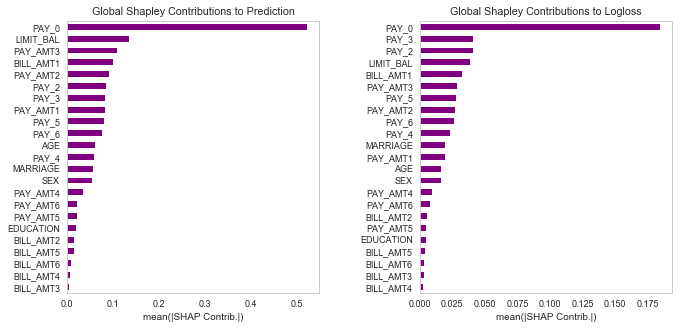 Global Shapley Contributions to Prediction
PAY_0
LIMIT_BAL
PAY_AMT3
BILL_AMT1
PAY_AMT2
PAY_2
PAY_3
PAY_AMT1
PAY_5
PAY_6
AGE
PAY_4
MARRIAGE
SEX
PAY_AMT4
PAY_AMT6
PAY_AMT5
EDUCATION
BILL_AMT2
BILL_AMT5
BILL_AMT6
BILL_AMT4
BILL_AMT3
0.0 0.1 0.2 0.3 0.4 0.5
mean(|SHAP Contrib.|)
Global Shapley Contributions to Logloss
PAY_0
PAY_3
PAY_2
LIMIT_BAL
BILL_AMT1
PAY_AMT3
PAY_5
PAY_AMT2
PAY_6
PAY_4
MARRIAGE
PAY_AMT1
AGE
SEX
PAY_AMT4
PAY_AMT6
BILL_AMT2
PAY_AMT5
EDUCATION
BILL_AMT5
BILL_AMT6
BILL_AMT3
BILL_AMT4
0.000 0.025 0.050 0.075 0.100 0.125 0.150 0.175
mean(|SHAP Contrib.|)